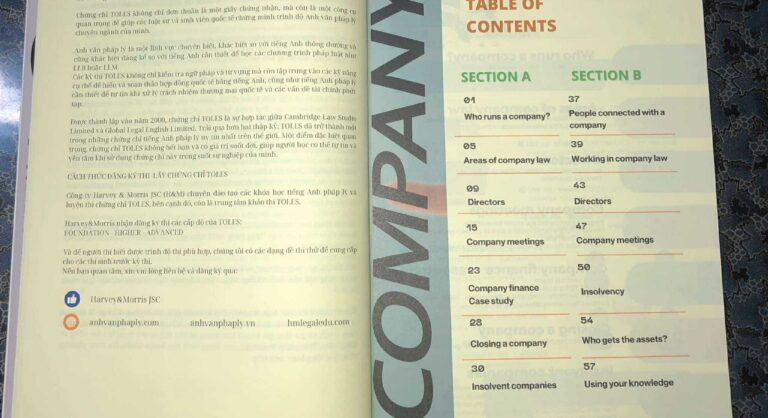 Chứng chỉ TOLES không chỉ đơn thuần là một giấy chứng nhận, mà còn là một công cụ
quan trọng để giúp các luật sư và sinh viên quốc tế chứng minh trình độ Anh văn pháp lý
chuyên ngành của mình.
Anh văn pháp lý là một lĩnh vực chuyên biệt, khác biệt so với tiếng Anh thông thường và
cũng khác biệt đáng kể so với tiếng Anh cần thiết để học các chương trình pháp luật như
LLB hoặc LLM.
Các kỳ thi TOLES không chỉ kiểm tra ngữ pháp và từ vựng mà còn tập trung vào các kỹ năng
cụ thể để hiểu và soạn thảo hợp đồng quốc tế bằng tiếng Anh, cũng như tiếng Anh pháp lý
cần thiết để tự tin khi xử lý trách nhiệm thương mại quốc tế và các vấn đề tài chính phức
tạp.
Được thành lập vào năm 2000, chứng chỉ TOLES là sự hợp tác giữa Cambridge Law Studio
Limited và Global Legal English Limited. Trải qua hơn hai thập kỷ, TOLES đã trở thành một
trong những chứng chỉ tiếng Anh pháp lý uy tín nhất trên thế giới. Một điểm đặc biệt quan
trọng, chứng chỉ TOLES không hết hạn và có giá trị suốt đời, giúp người học có thể tự tin và
yên tâm khi sử dụng chứng chỉ này trong suốt sự nghiệp của mình.
CÁCH THỨC ĐĂNG KÝ THI LẤY CHỨNG CHỈ TOLES
Công ty Harvey & Morris JSC (H&M) chuyên đào tạo các khóa học tiếng Anh pháp lý và
luyện thi chứng chỉ TOLES, bên cạnh đó, còn là trung tâm khảo thí TOLES.
Harvey&Morris nhận đăng ký thi các cấp độ của TOLES:
FOUNDATION - HIGHER - ADVANCED
Và để người thi biết được trình độ thi phù hợp, chúng tôi có các dạng đề thi thử để cung cấp
cho các thí sinh trước kỳ thi.
Nếu bạn quan tâm, xin vui lòng liên hệ và đăng ký qua:
Harvey&Morris JSC
anhvanphaply.com anhvanphaply.vn hmlegaledu.com
COMPANY
TABLE OF
CONTENTS
SECTION A
01
Who runs a company?
05
Areas of company law
09
Directors
15
Company meetings
23
Company finance
Case study
28
Closing a company
30
Insolvent companies
SECTION B
37
People connected with a
company
39
Working in company law
43
Directors
47
Company meetings
50
Insolvency
54
Who gets the assets?
57
Using your knowledge